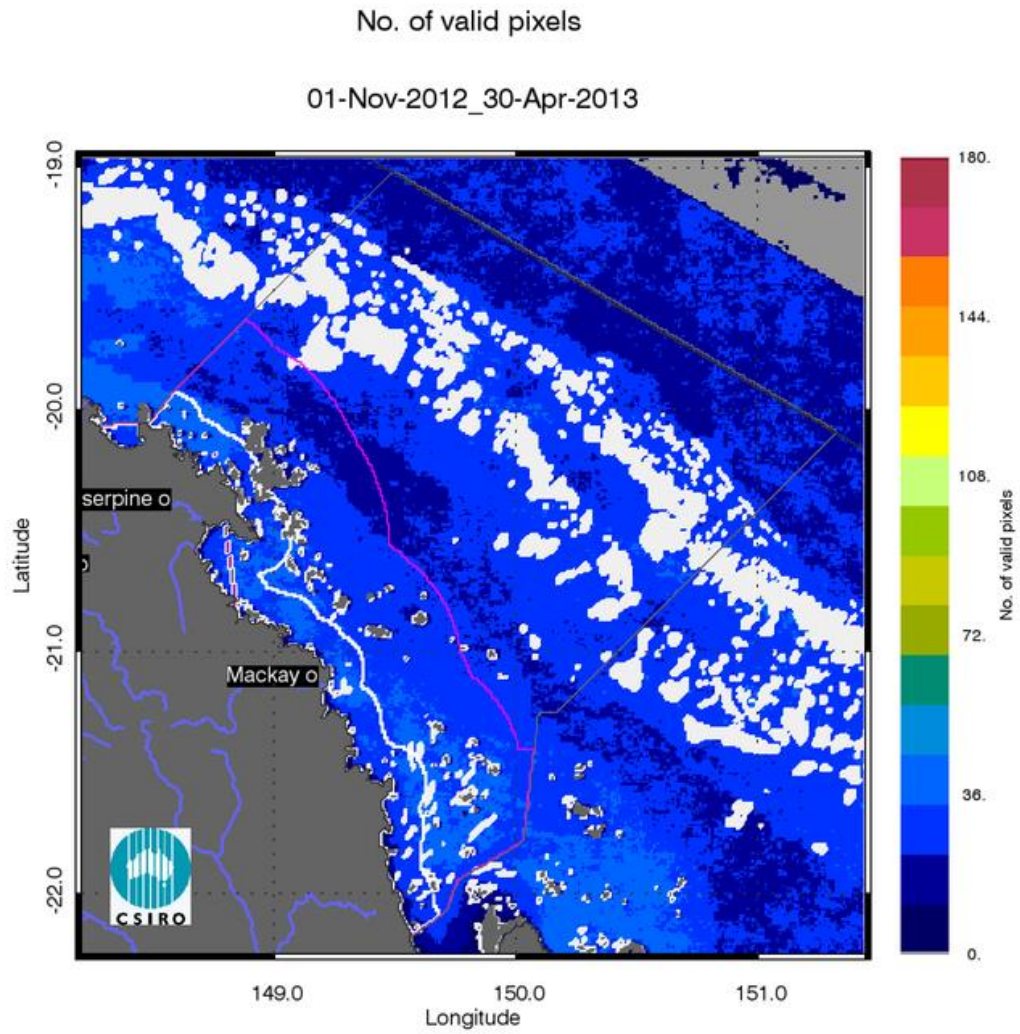 No. of valid pixels
01-Nov-2012_30-Apr-2013
-19.0
-20.0
-21.0
-22.0
Latitude
serpine o
Mackay o
CSIRO
149.0
150.0
151.0
Longitude
180.
144.
108.
72.
36.
0.
No. of valid pixels